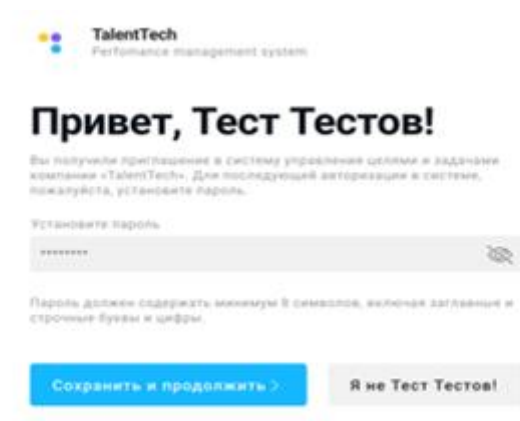 TalentTech
Perfomance management system
Привет, Тест Тестов!
Вы получили приглашение в систему управления целями и задачами
компании «TalentTech». Для последующей авторизации в системе,
пожалуйста, установите пароль.
Установите пароль
********
Пароль должен содержать минимум 8 символов, включая заглавные и
строчные буквы и цифры.
Сохранить и продолжить >
Я не Тест Тестов!